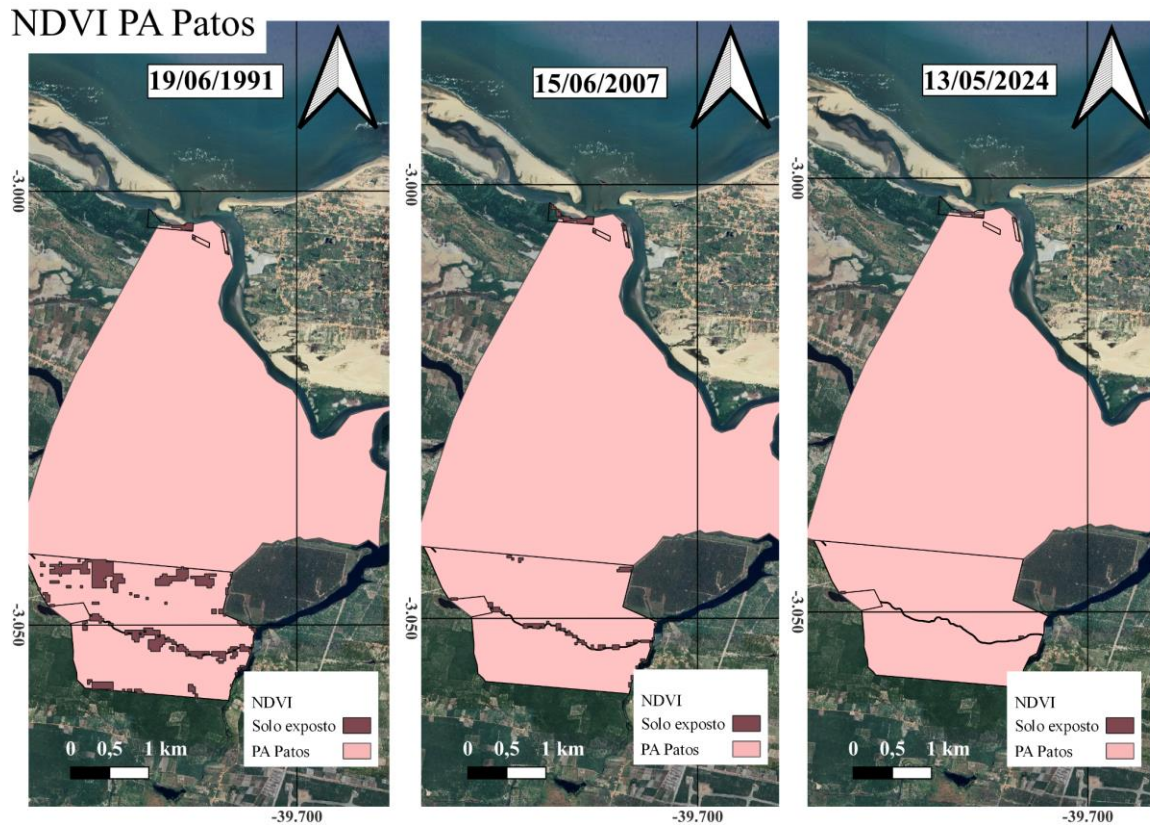 NDVI PA Patos
19/06/1991
15/06/2007
13/05/2024
-3.000
-3.050
NDVI
Solo exposto
PA Patos
0 0,5 1 km
-39.700
-3.000
-3.050
NDVI
Solo exposto
PA Patos
0 0,5 1 km
-39.700
-3.000
-3.050
NDVI
Solo exposto
PA Patos
0 0,5 1 km
-39.700